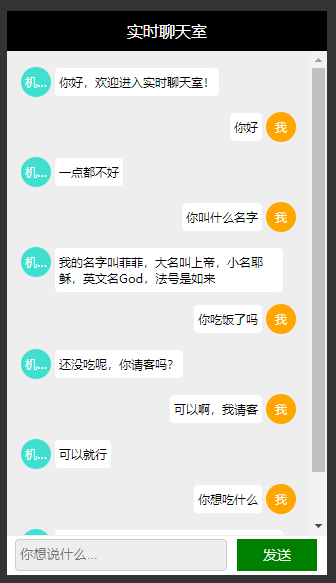 实时聊天室
机...
你好，欢迎进入实时聊天室！
你好
我
机...
一点都不好
你叫什么名字
我
机...
我的名字叫菲菲，大名叫上帝，小名耶
稣，英文名God，法号是如来
你吃饭了吗
我
机...
还没吃呢，你请客吗？
可以啊，我请客
我
机...
可以就行
你想吃什么
我
你想说什么...
发送